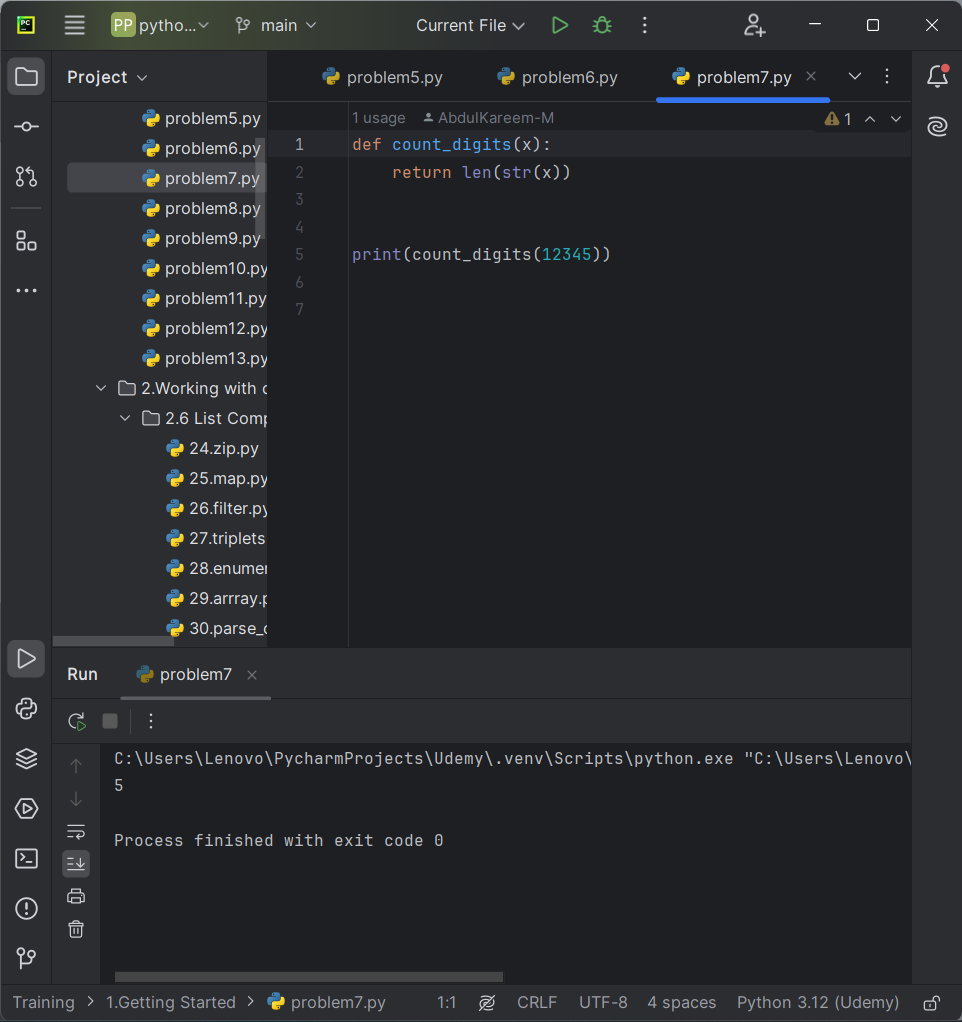 PC
PP pytho... main Current File
Project
problem5.py problem6.py problem7.py
problem5.py
problem6.py
problem7.py
problem8.py
problem9.py
problem10.py
problem11.py
problem12.py
problem13.py
2.Working with c
2.6 List Comp
24.zip.py
25.map.py
26.filter.py
27.triplets
28.enumer
29.arrray.p
30.parse_c
1 usage AbdulKareem-M
1
1 def count_digits(x):
2 return len(str(x))
3
4
5 print(count_digits(12345))
6
7
Run problem7
C:\Users\Lenovo\PycharmProjects\Udemy\.venv\Scripts\python.exe "C:\Users\Lenovo\
5
Process finished with exit code 0
Training > 1.Getting Started > problem7.py 1:1 CRLF UTF-8 4 spaces Python 3.12 (Udemy)